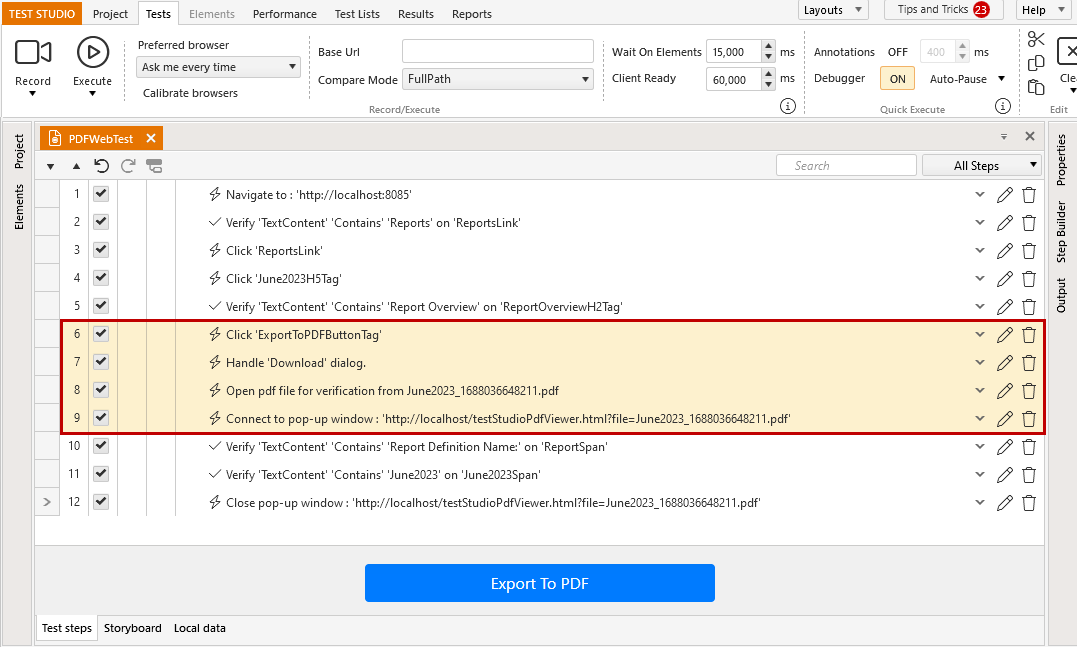 TEST STUDIO Project Tests Elements Performance Test Lists Results Reports Layouts Tips and Tricks 23 Help
Preferred browser Base Url Wait On Elements 15,000 ms Annotations OFF 400 ms
Ask me every time Compare Mode FullPath Client Ready 60,000 ms Debugger ON Auto-Pause
Record Execute Calibrate browsers Cle
Record/Execute Quick Execute Edit
Project
Elements
Properties
Step Builder
Output
PDFWebTest
Search All Steps
1 Navigate to : 'http://localhost:8085'
2 Verify 'TextContent' 'Contains' 'Reports' on 'ReportsLink'
3 Click 'ReportsLink'
4 Click 'June2023H5Tag'
5 Verify 'TextContent' 'Contains' 'Report Overview' on 'ReportOverviewH2Tag'
6 Click 'ExportToPDFButtonTag'
7 Handle 'Download' dialog.
8 Open pdf file for verification from June2023_1688036648211.pdf
9 Connect to pop-up window : 'http://localhost/testStudioPdfViewer.html?file=June2023_1688036648211.pdf'
10 Verify 'TextContent' 'Contains' 'Report Definition Name:' on 'ReportSpan'
11 Verify 'TextContent' 'Contains' 'June2023' on 'June2023Span'
12 Close pop-up window : 'http://localhost/testStudioPdfViewer.html?file=June2023_1688036648211.pdf'
Export To PDF
Test steps Storyboard Local data